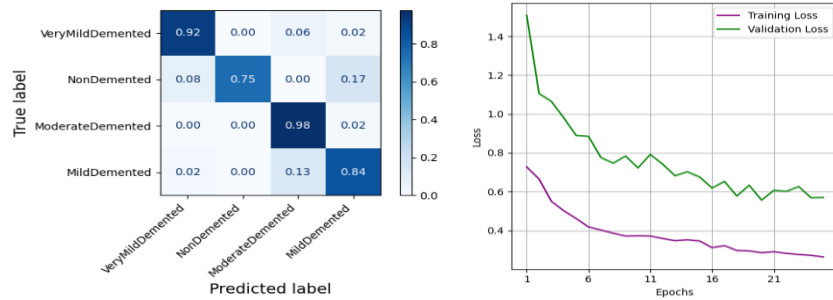 True label
VeryMildDemented
NonDemented
ModerateDemented
MildDemented
0.92 0.00 0.06 0.02
0.08 0.75 0.00 0.17
0.00 0.00 0.98 0.02
0.02 0.00 0.13 0.84
VeryMildDemented
NonDemented
ModerateDemented
MildDemented
Predicted label
0.8
0.6
0.4
0.2
0.0
Training Loss
Validation Loss
Loss
1.4
1.2
1.0
0.8
0.6
0.4
1 6 11 16 21
Epochs